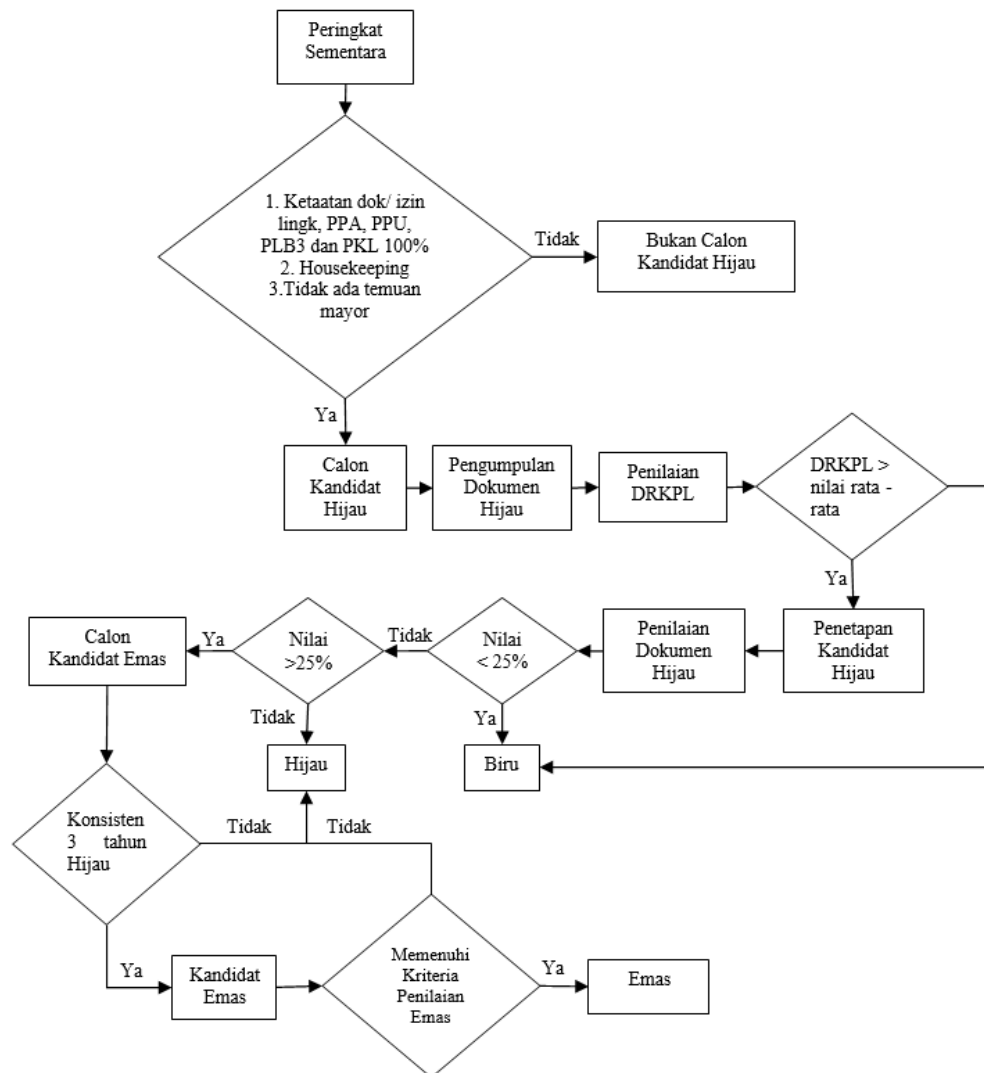 Peringkat
Sementara
1. Ketaatan dok/ izin
lingk, PPA, PPU,
PLB3 dan PKL 100%
2. Housekeeping
3.Tidak ada temuan
mayor
Tidak
Bukan Calon
Kandidat Hijau
Ya
Calon
Kandidat
Hijau
Pengumpulan
Dokumen
Hijau
Penilaian
DRKPL
DRKPL >
nilai rata -
rata
Ya
Penetapan
Kandidat
Hijau
Penilaian
Dokumen
Hijau
Nilai
< 25%
Tidak
Ya
Biru
Nilai
>25%
Ya
Tidak
Hijau
Calon
Kandidat Emas
Konsisten
3 tahun
Hijau
Tidak
Tidak
Ya
Kandidat
Emas
Memenuhi
Kriteria
Penilaian
Emas
Ya
Emas